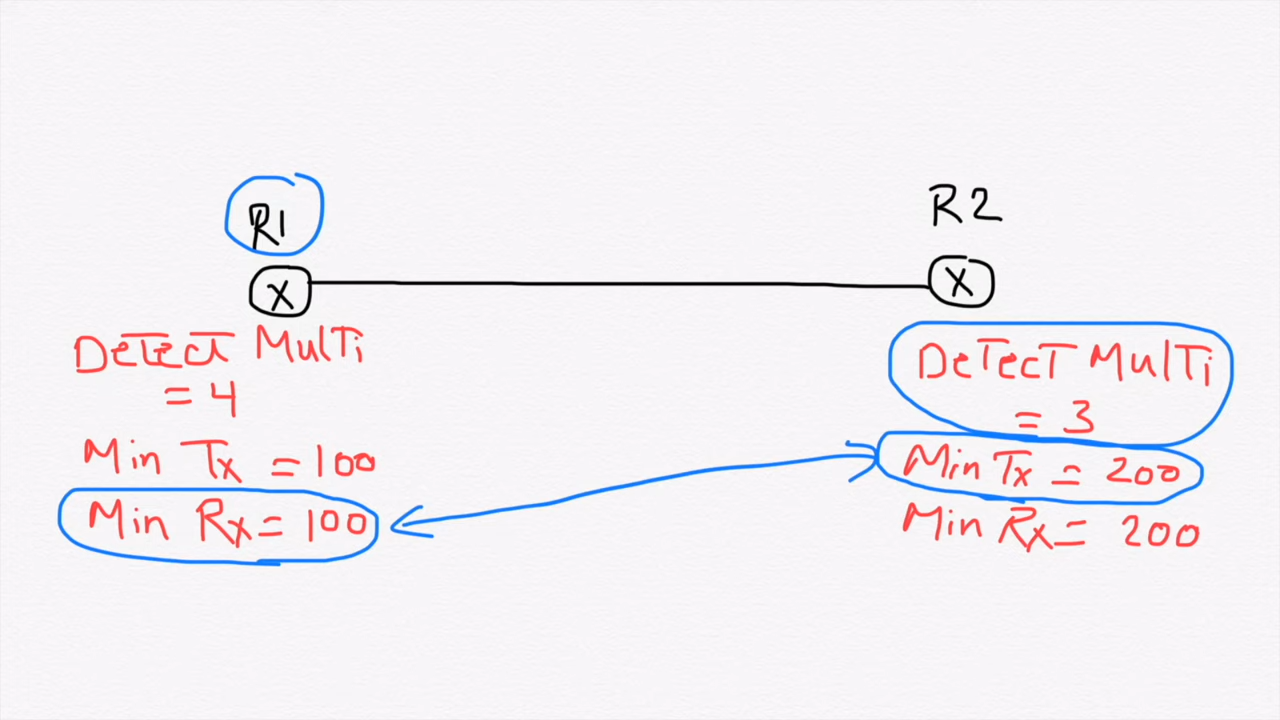 R1
R2
X
X
Detect Multi
= 4
Min Tx = 100
Min Rx = 100
Detect Multi
= 3
Min Tx = 200
Min Rx = 200